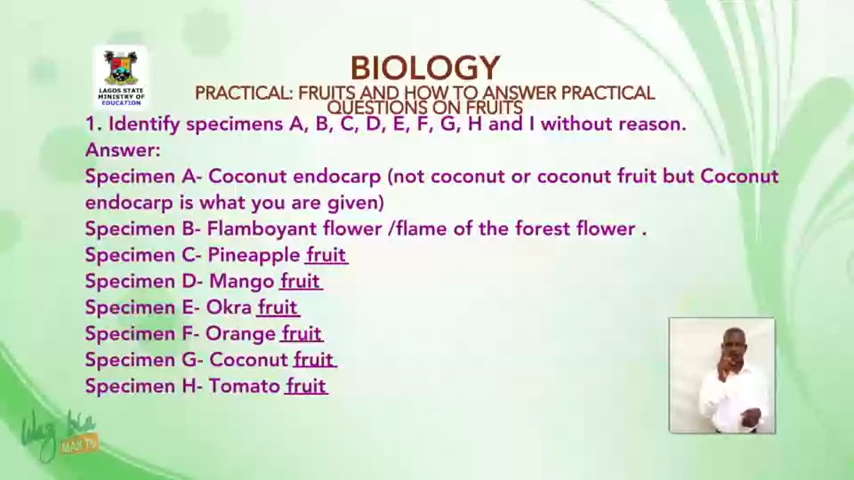 LAGOS STATE
MINISTRY OF
EDUCATION
BIOLOGY
PRACTICAL: FRUITS AND HOW TO ANSWER PRACTICAL
QUESTIONS ON FRUITS
1. Identify specimens A, B, C, D, E, F, G, H and I without reason.
Answer:
Specimen A- Coconut endocarp (not coconut or coconut fruit but Coconut
endocarp is what you are given)
Specimen B- Flamboyant flower /flame of the forest flower .
Specimen C- Pineapple fruit
Specimen D- Mango fruit
Specimen E- Okra fruit
Specimen F- Orange fruit
Specimen G- Coconut fruit
Specimen H- Tomato fruit